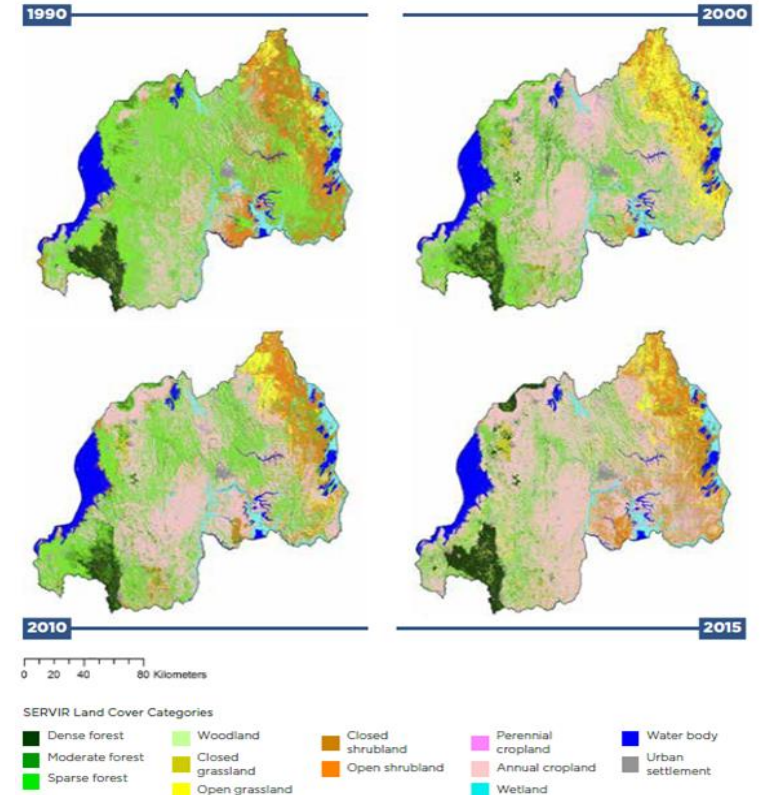 1990
2000
2010
2015
0 20 40 80 Kilometers
SERVIR Land Cover Categories
Dense forest
Moderate forest
Sparse forest
Woodland
Closed
grassland
Open grassland
Closed
shrubland
Open shrubland
Perennial
cropland
Annual cropland
Wetland
Water body
Urban
settlement